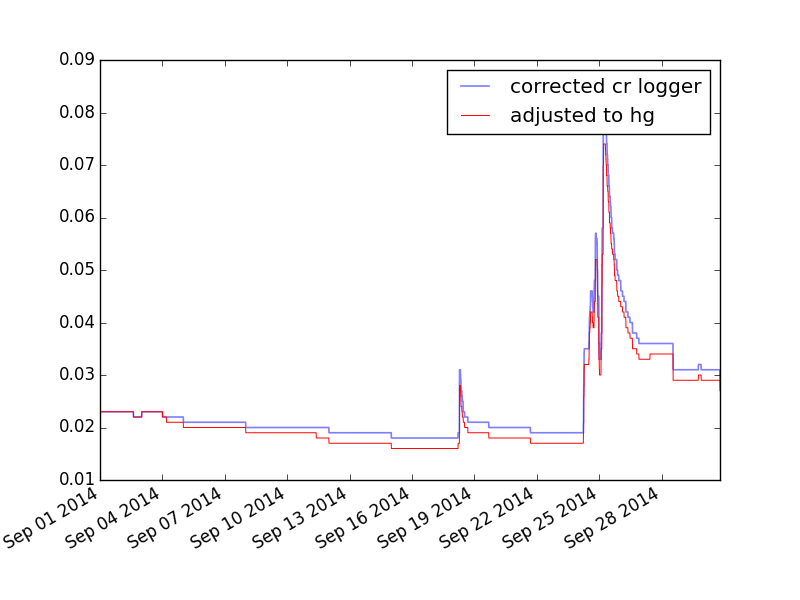 0.09
corrected cr logger
adjusted to hg
0.08
0.07
0.06
0.05
0.04
0.03
0.02
0.01
Sep 01 2014
Sep 04 2014
Sep 07 2014
Sep 10 2014
Sep 13 2014
Sep 16 2014
Sep 19 2014
Sep 22 2014
Sep 25 2014
Sep 28 2014